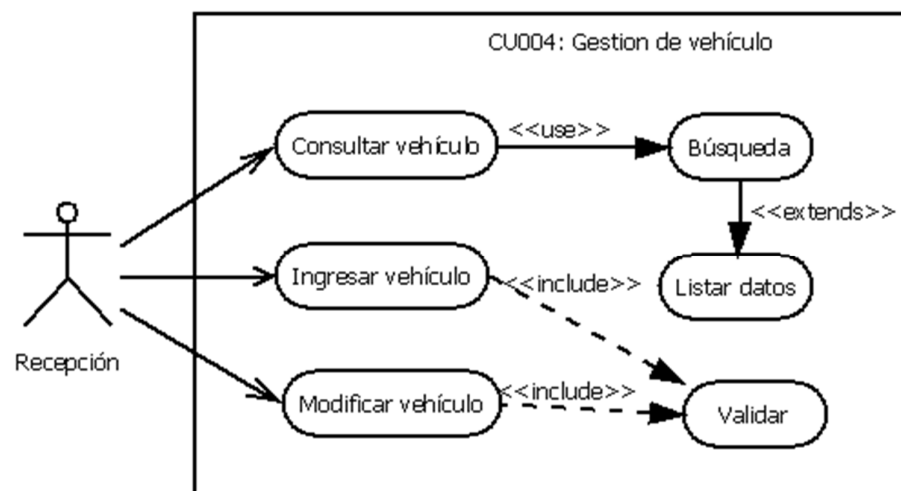 CU004: Gestion de vehículo
Consultar vehículo
<<use>>
Búsqueda
<<extends>>
Ingresar vehículo
<<include>>
Listar datos
Recepción
Modificar vehículo
<<include>>
Validar